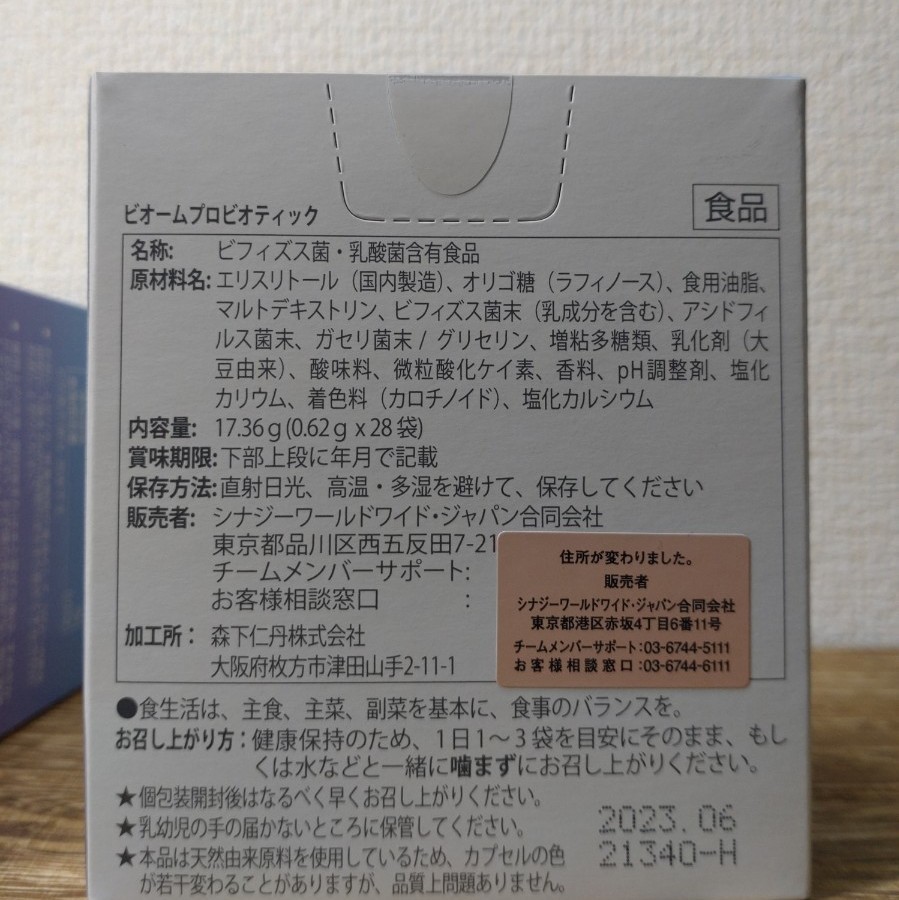 ビオームプロビオティック
食品
名称: ビフィズス菌・乳酸菌含有食品
原材料名: エリスリトール（国内製造）、オリゴ糖（ラフィノース）、食用油脂、
マルトデキストリン、ビフィズス菌末（乳成分を含む）、アシドフィ
ルス菌末、ガセリ菌末 / グリセリン、増粘多糖類、乳化剤（大
豆由来）、酸味料、微粒酸化ケイ素、香料、pH調整剤、塩化
カリウム、着色料（カロチノイド）、塩化カルシウム
内容量: 17.36ｇ(0.62ｇ x 28 袋)
賞味期限: 下部上段に年月で記載
保存方法: 直射日光、高温・多湿を避けて、保存してください
販売者: シナジーワールドワイド・ジャパン合同会社
東京都品川区西五反田7-21
チームメンバーサポート:
お客様相談窓口 :
住所が変わりました。
販売者
シナジーワールドワイド・ジャパン合同会社
東京都港区赤坂4丁目6番11号
チームメンバーサポート:03-6744-5111
お客様相談窓口:03-6744-6111
加工所： 森下仁丹株式会社
大阪府枚方市津田山手2-11-1
●食生活は、主食、主菜、副菜を基本に、食事のバランスを。
お召し上がり方：健康保持のため、1日1～3袋を目安にそのまま、もし
くは水などと一緒に噛まずにお召し上がりください。
★個包装開封後はなるべく早くお召し上がりください。
★乳幼児の手の届かないところに保管してください。
★本品は天然由来原料を使用しているため、カプセルの色
が若干変わることがありますが、品質上問題ありません。
2023.06
21340-H